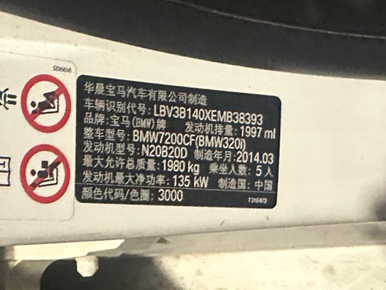 华晨宝马汽车有限公司制造
车辆识别代号: LBV3B140XEMB38393
品牌: 宝马(BMW)牌 发动机排量: 1997 ml
整车型号: BMW7200CF(BMW320i)
发动机型号: N20B20D 制造年月: 2014.03
最大允许总质量: 1980 kg 乘坐人数: 5 人
发动机最大净功率: 135 kW 制造国: 中国
颜色代码/色圈: 3000